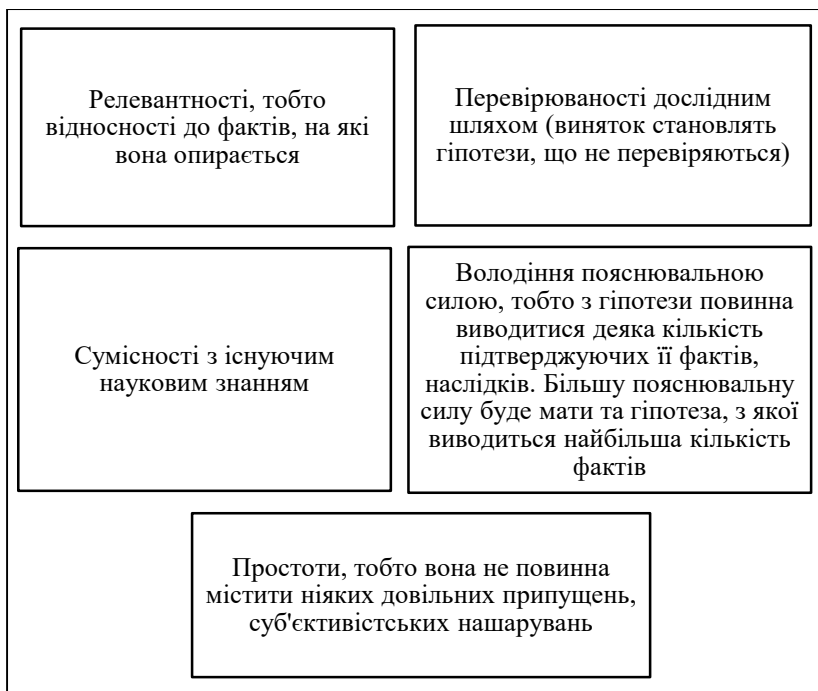 Релевантності, тобто
відносності до фактів, на які
вона опирається
Перевірюваності дослідним
шляхом (виняток становлять
гіпотези, що не перевіряються)
Сумісності з існуючим
науковим знанням
Володіння пояснювальною
силою, тобто з гіпотези повинна
виводитися деяка кількість
підтверджуючих її фактів,
наслідків. Більшу пояснювальну
силу буде мати та гіпотеза, з якої
виводиться найбільша кількість
фактів
Простоти, тобто вона не повинна
містити ніяких довільних припущень,
суб'єктивістських нашарувань